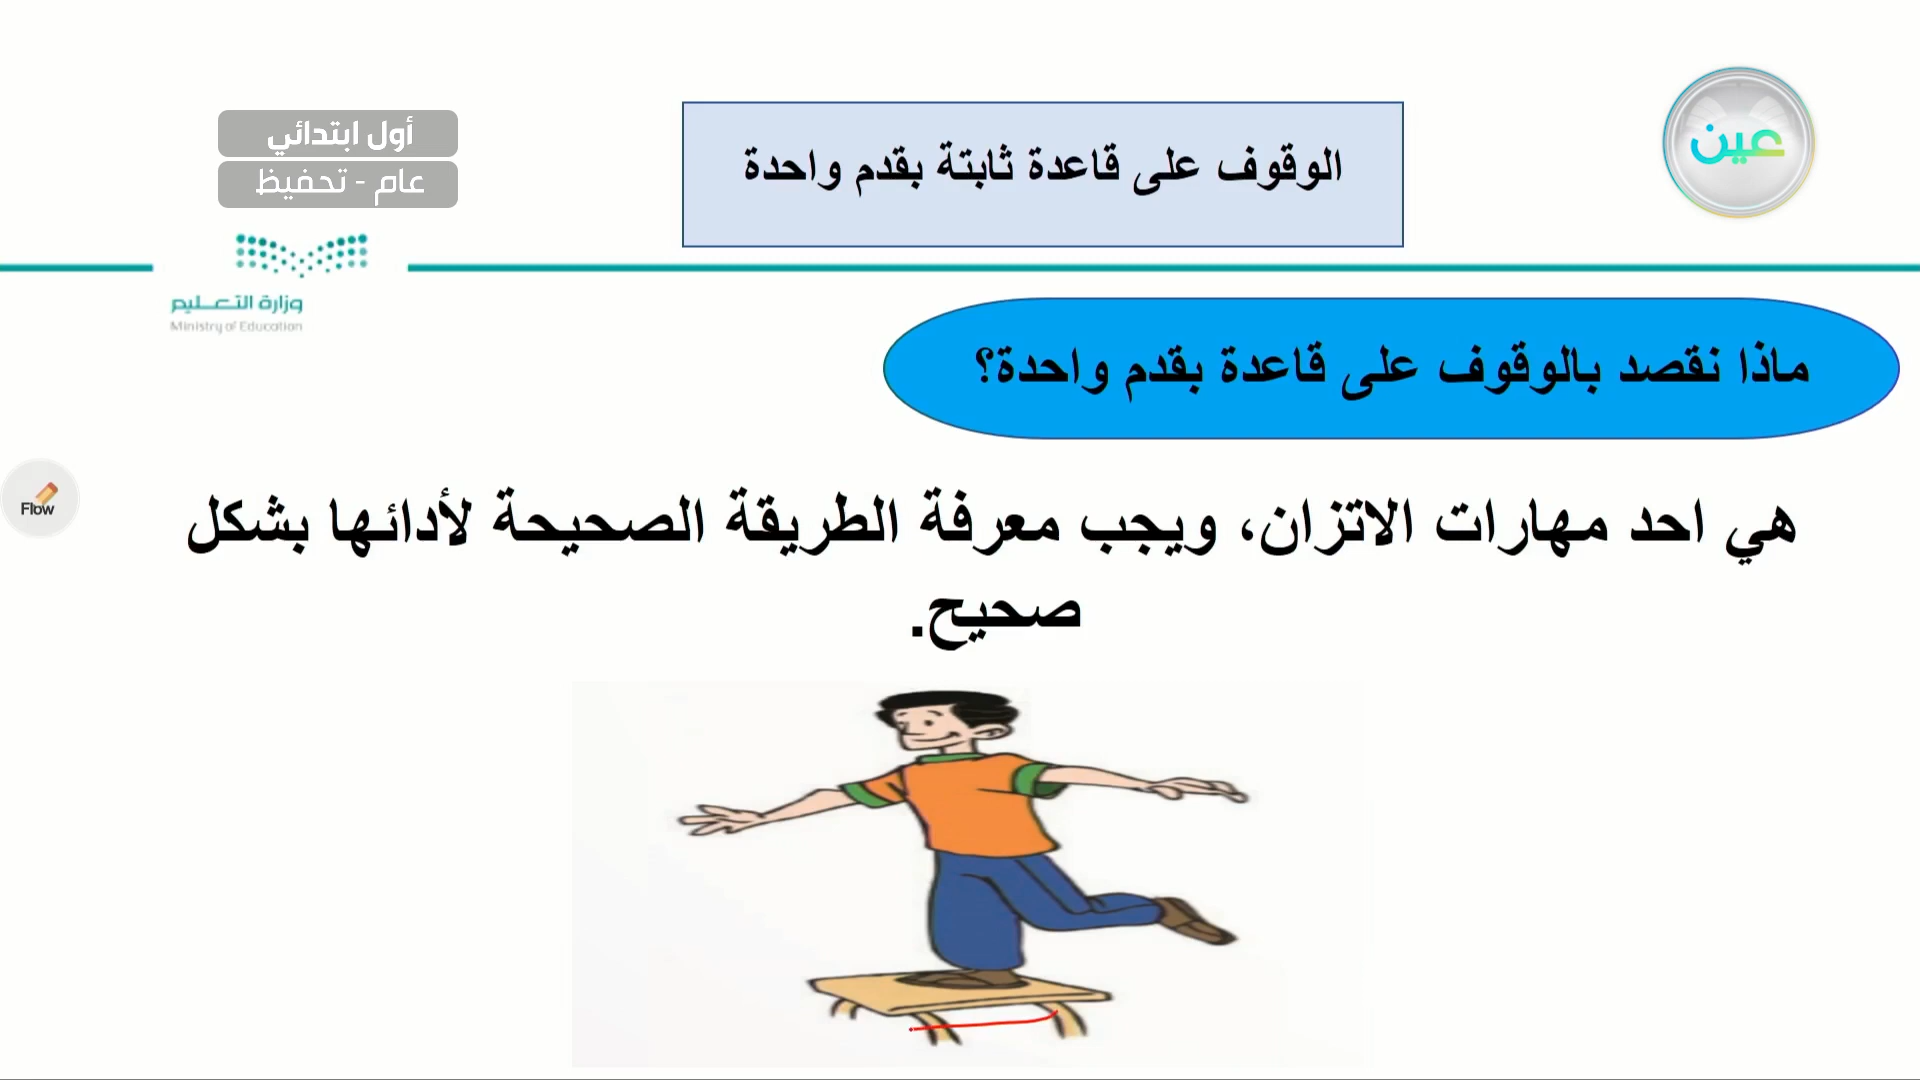 عين
الوقوف على قاعدة ثابتة بقدم واحدة
أول ابتدائي
عام - تحفيظ
وزارة التعليم
Ministry of Education
ماذا نقصد بالوقوف على قاعدة بقدم واحدة؟
هي احد مهارات الاتزان، ويجب معرفة الطريقة الصحيحة لأدائها بشكل
صحيح.
Flow